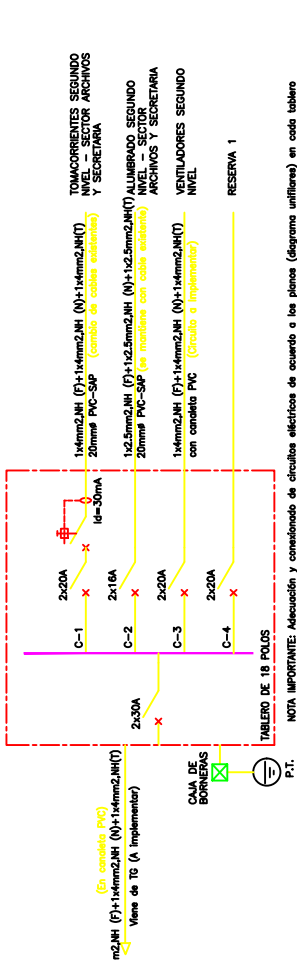 TOMACORRIENTES SEGUNDO
NIVEL – SECTOR ARCHIVOS
Y SECRETARIA
1x4mm2,NH (F)+1x4mm2,NH (N)+1x4mm2,NH(T)
20mmø PVC-SAP (cambio de cables existentes)
Id=30mA
2x20A
C-1
ALUMBRADO SEGUNDO
NIVEL – SECTOR
ARCHIVOS Y SECRETARIA
1x2.5mm2,NH (F)+1x2.5mm2,NH (N)+1x2.5mm2,NH(T)
20mmø PVC-SAP (se mantiene con cable existente)
2x16A
C-2
VENTILADORES SEGUNDO
NIVEL
1x4mm2,NH (F)+1x4mm2,NH (N)+1x4mm2,NH(T)
con canaleta PVC (Circuito a implementar)
2x20A
C-3
RESERVA 1
2x20A
C-4
2x30A
(En canaleta PVC)
m2,NH (F)+1x4mm2,NH (N)+1x4mm2,NH(T)
Viene de TG (A implementar)
TABLERO DE 18 POLOS
CAJA DE
BORNERAS
P.T.
NOTA IMPORTANTE: Adecuación y conexionado de circuitos eléctricos de acuerdo a los planos (diagrama unifilares) en cada tablero